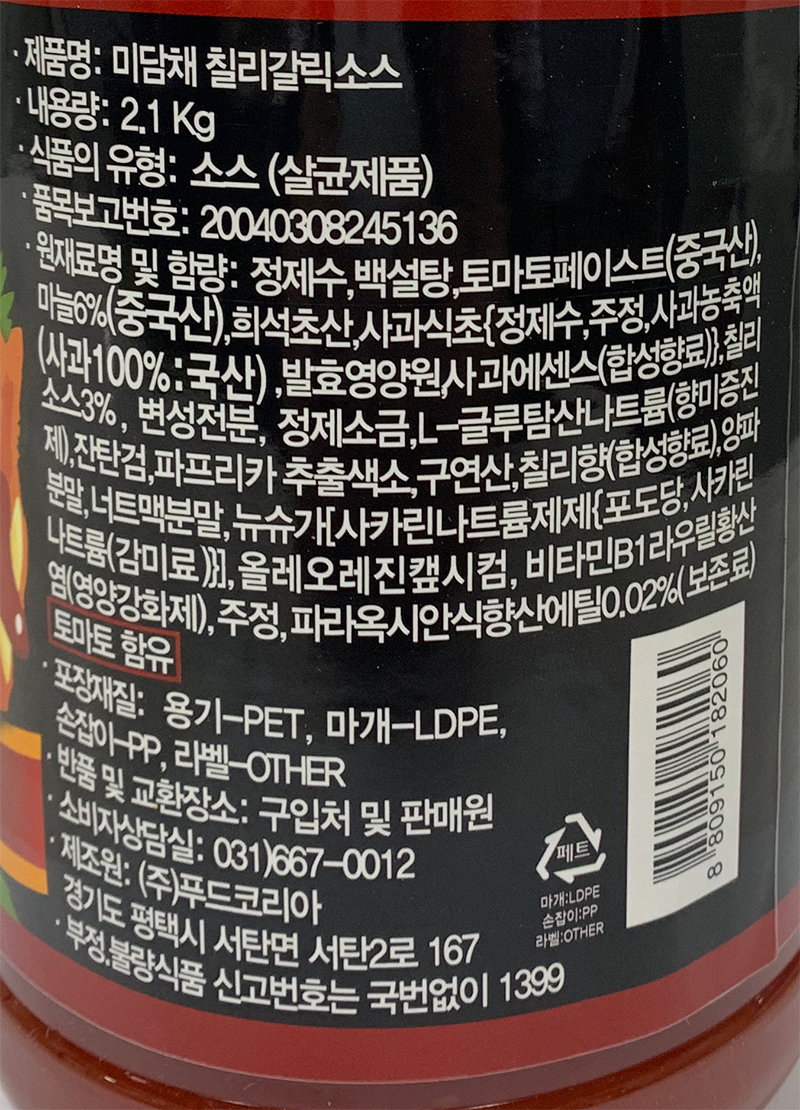 · 제품명: 미담채 칠리갈릭소스
· 내용량: 2.1 Kg
· 식품의 유형: 소스 (살균제품)
· 품목보고번호: 20040308245136
· 원재료명 및 함량: 정제수,백설탕,토마토페이스트(중국산),
마늘6%(중국산),희석초산,사과식초{정제수,주정,사과농축액
(사과100%:국산) ,발효영양원,사과에센스(합성향료)},칠리
소스3%, 변성전분, 정제소금,L-글루탐산나트륨(향미증진
제),잔탄검,파프리카 추출색소,구연산,칠리향(합성향료),양파
분말,너트맥분말,뉴슈가[사카린나트륨제제{포도당,사카린
나트륨(감미료)}],올레오레진캪시컴, 비타민B1라우릴황산
염(영양강화제),주정,파라옥시안식향산에틸0.02%(보존료)
토마토 함유
· 포장재질: 용기-PET, 마개-LDPE,
손잡이-PP, 라벨-OTHER
· 반품 및 교환장소: 구입처 및 판매원
· 소비자상담실: 031)667-0012
· 제조원: (주)푸드코리아
경기도 평택시 서탄면 서탄2로 167
· 부정.불량식품 신고번호는 국번없이 1399
페트
마개:LDPE
손잡이:PP
라벨:OTHER
8 809150 182060